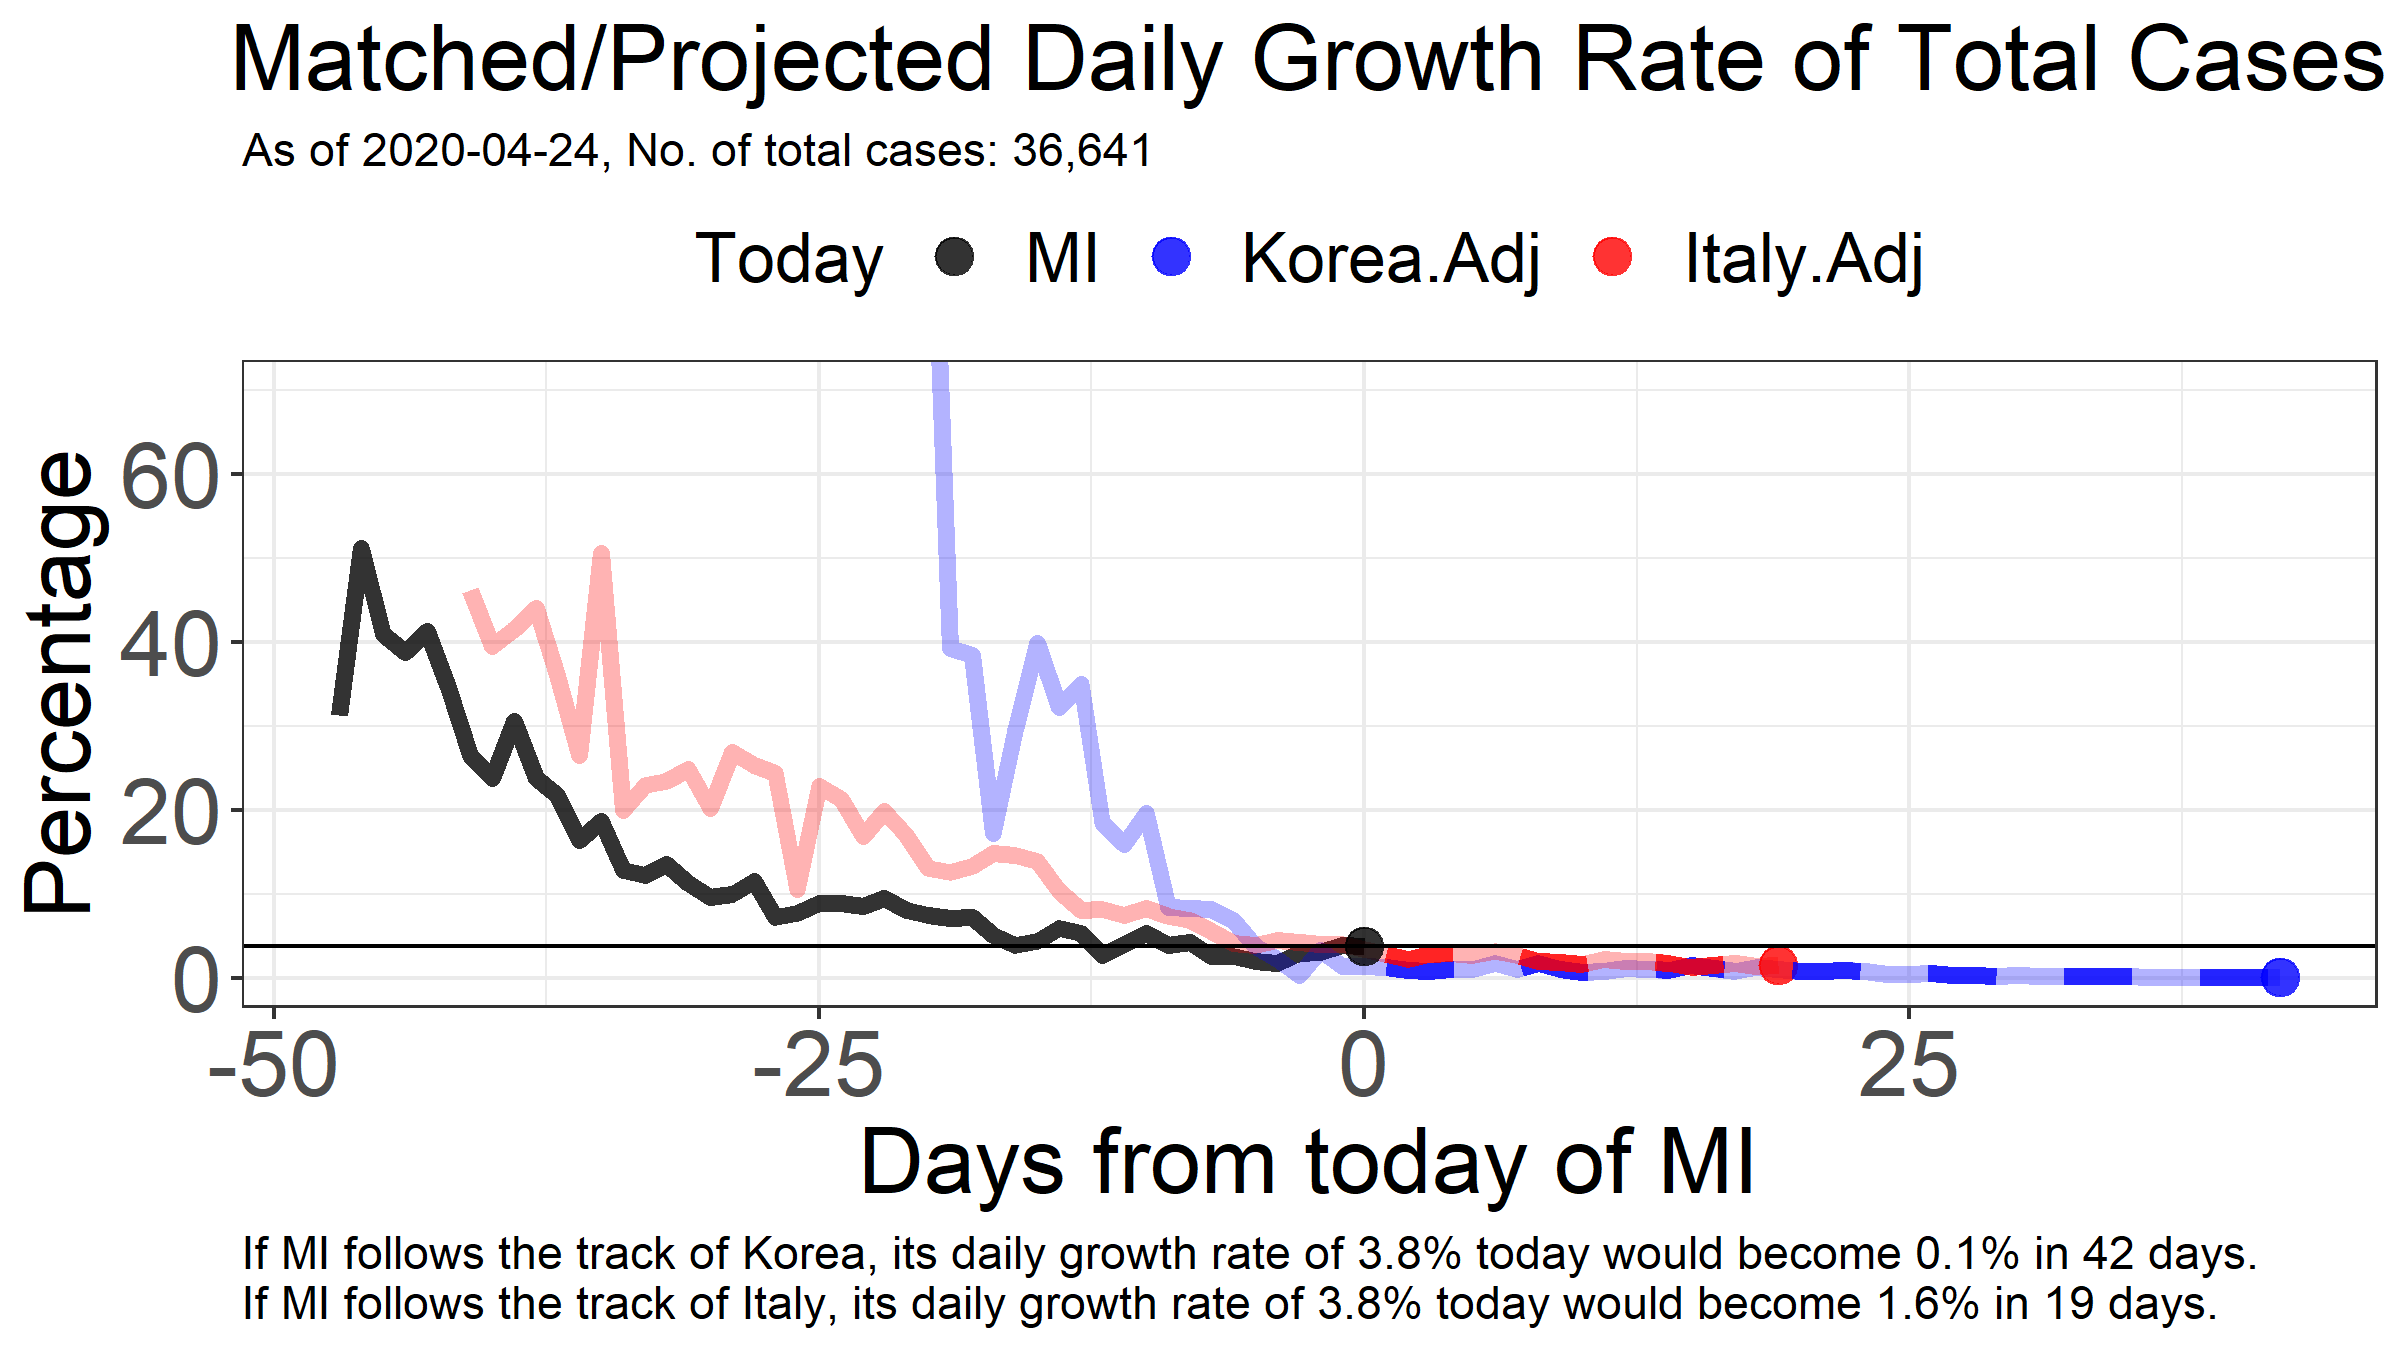 Matched/Projected Daily Growth Rate of Total Cases
As of 2020-04-24, No. of total cases: 36,641
Today MI Korea.Adj Italy.Adj
Percentage
60
40
20
0
-50 -25 0 25
Days from today of MI
If MI follows the track of Korea, its daily growth rate of 3.8% today would become 0.1% in 42 days.
If MI follows the track of Italy, its daily growth rate of 3.8% today would become 1.6% in 19 days.